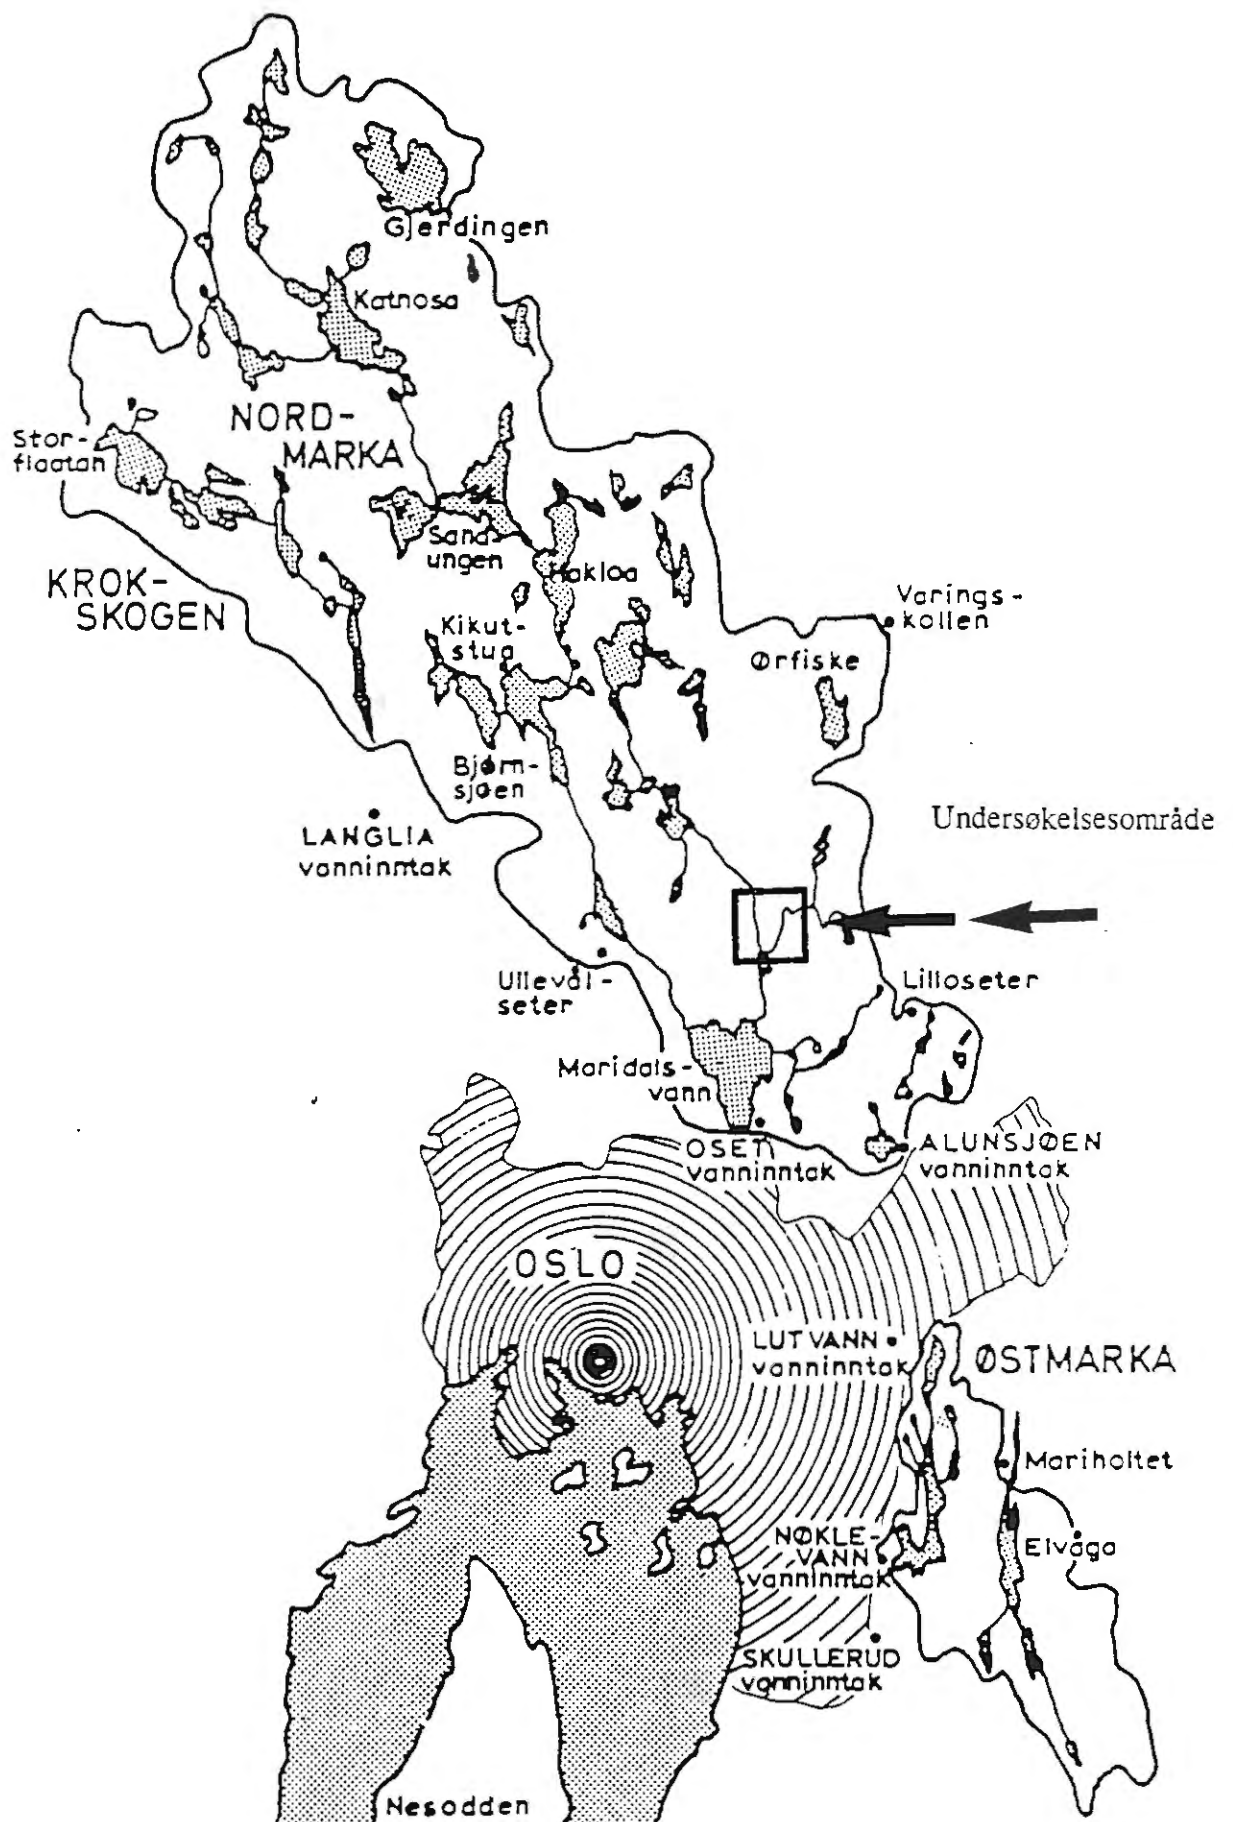 Gjerdingen
Katnosa
NORD-
MARKA
Stor-
flaatan
Sand-
ungen
Hakloa
KROK-
SKOGEN
Varings-
kollen
Kikut-
stua
Ørfiske
Bjørn-
sjøen
Undersøkelsesområde
LANGLIA
vanninntak
Ullevål-
seter
Lilloseter
Maridals-
vann
OSET
vanninntak
ALUNSJØEN
vanninntak
OSLO
LUTVANN
vanninntak
ØSTMARKA
Mariholtet
NØKLE-
VANN
vanninntak
Elvåga
SKULLERUD
vanninntak
Nesodden